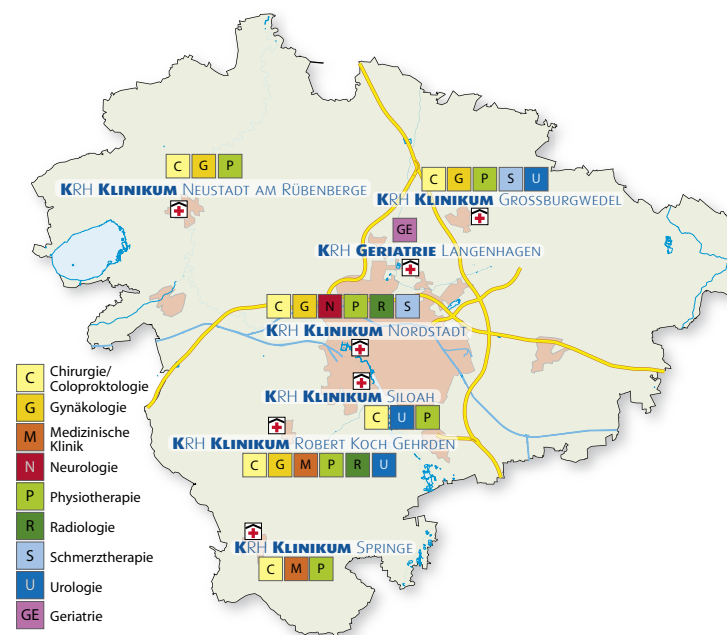 C G P
KRH KLINIKUM NEUSTADT AM RÜBENBERGE
C G P S U
KRH KLINIKUM GROSSBURGWEDEL
GE
KRH GERIATRIE LANGENHAGEN
C G N P R S
KRH KLINIKUM NORDSTADT
KRH KLINIKUM SILOAH
C U P
KRH KLINIKUM ROBERT KOCH GEHRDEN
C G M P R U
KRH KLINIKUM SPRINGE
C M P
C Chirurgie/
Coloproktologie
G Gynäkologie
M Medizinische
Klinik
N Neurologie
P Physiotherapie
R Radiologie
S Schmerztherapie
U Urologie
GE Geriatrie